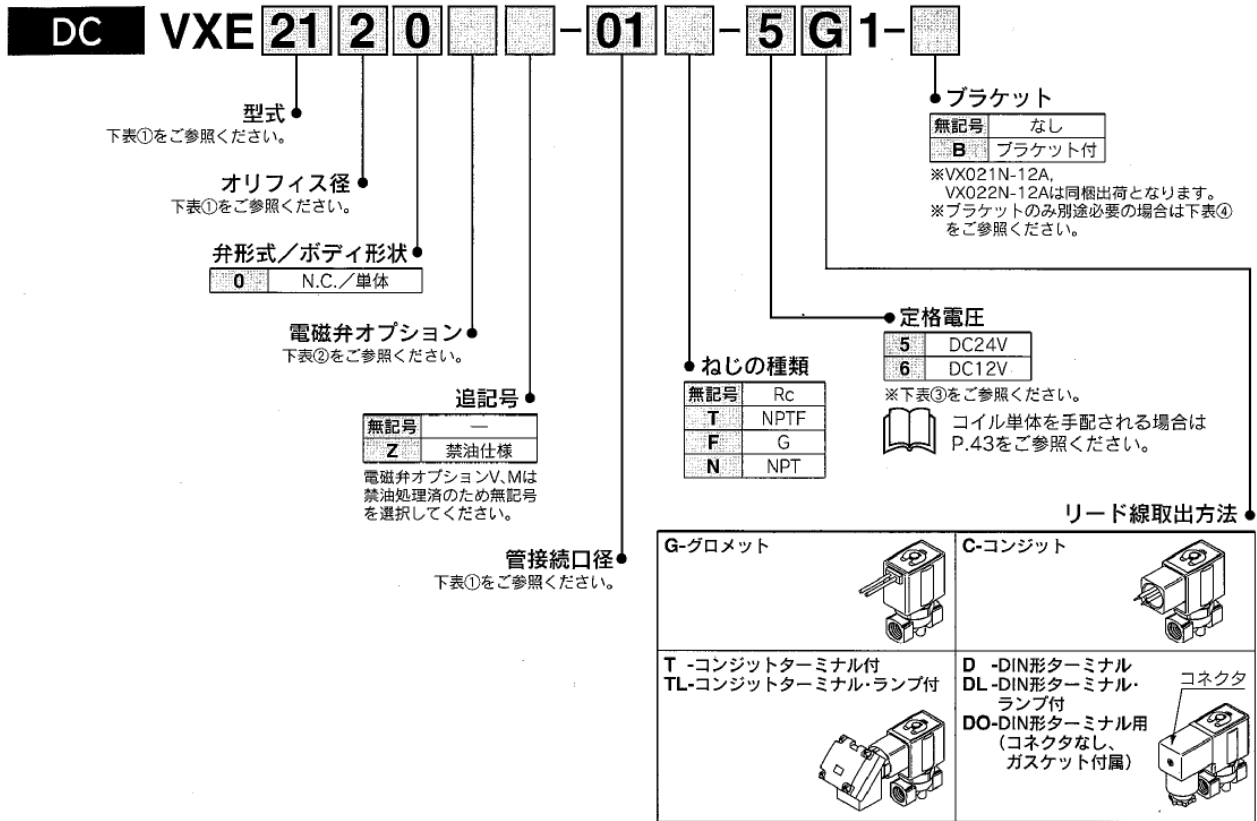 DC VXE 21 2 0 - 01 - 5 G 1-
型式
下表①をご参照ください。
オリフィス径
下表①をご参照ください。
弁形式/ボディ形状
0 N.C./単体
電磁弁オプション
下表②をご参照ください。
追記号
無記号 —
Z 禁油仕様
電磁弁オプションV、Mは
禁油処理済のため無記号
を選択してください。
管接続口径
下表①をご参照ください。
ねじの種類
無記号 Rc
T NPTF
F G
N NPT
定格電圧
5 DC24V
6 DC12V
※下表③をご参照ください。
コイル単体を手配される場合は
P.43をご参照ください。
ブラケット
無記号 なし
B ブラケット付
※VX021N-12A,
VX022N-12Aは同梱出荷となります。
※ブラケットのみ別途必要の場合は下表④
をご参照ください。
リード線取出方法
G-グロメット
C-コンジット
T -コンジットターミナル付
TL-コンジットターミナル・ランプ付
D -DIN形ターミナル
DL-DIN形ターミナル・
ランプ付
DO-DIN形ターミナル用
(コネクタなし、
ガスケット付属)
コネクタ